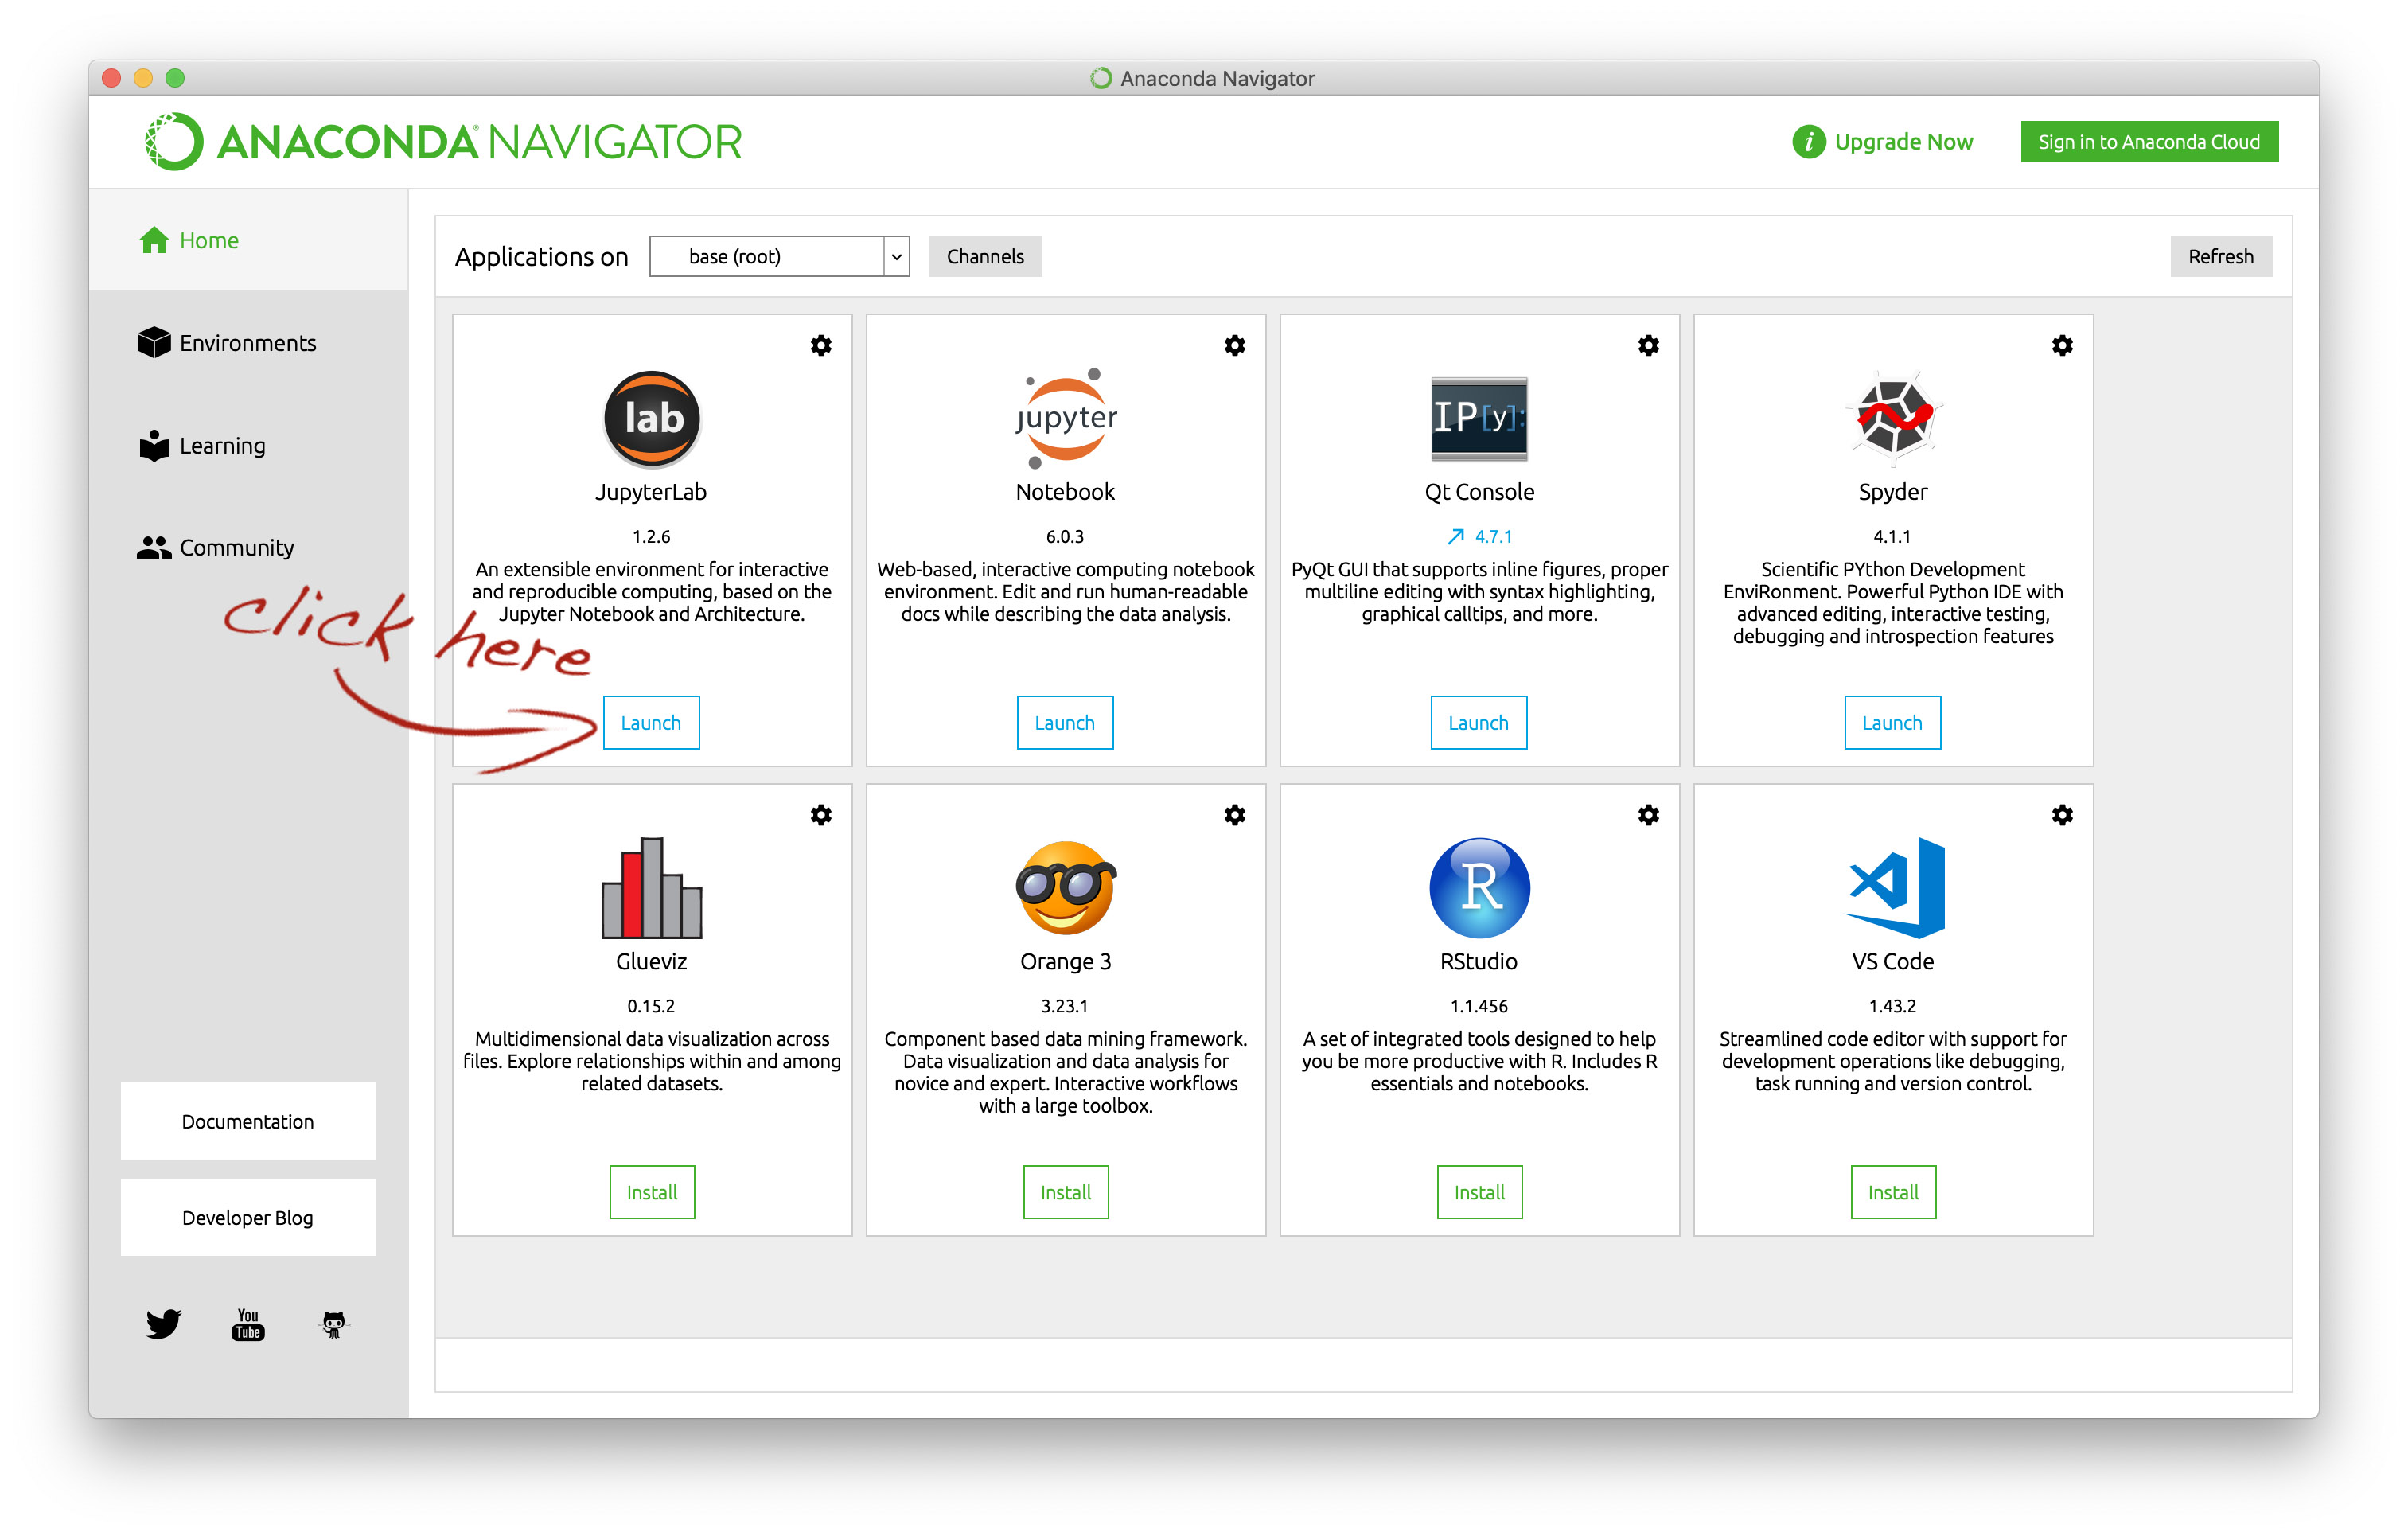 Anaconda Navigator
ANACONDA® NAVIGATOR
i Upgrade Now
Sign in to Anaconda Cloud
Home
Environments
Learning
Community
click here
Documentation
Developer Blog
You
Tube
Applications on
base (root)
Channels
Refresh
lab
JupyterLab
1.2.6
An extensible environment for interactive
and reproducible computing, based on the
Jupyter Notebook and Architecture.
Launch
jupyter
Notebook
6.0.3
Web-based, interactive computing notebook
environment. Edit and run human-readable
docs while describing the data analysis.
Launch
IP[y]:
Qt Console
4.7.1
PyQt GUI that supports inline figures, proper
multiline editing with syntax highlighting,
graphical calltips, and more.
Launch
Spyder
4.1.1
Scientific PYthon Development
EnviRonment. Powerful Python IDE with
advanced editing, interactive testing,
debugging and introspection features
Launch
Glueviz
0.15.2
Multidimensional data visualization across
files. Explore relationships within and among
related datasets.
Install
Orange 3
3.23.1
Component based data mining framework.
Data visualization and data analysis for
novice and expert. Interactive workflows
with a large toolbox.
Install
R
RStudio
1.1.456
A set of integrated tools designed to help
you be more productive with R. Includes R
essentials and notebooks.
Install
VS Code
1.43.2
Streamlined code editor with support for
development operations like debugging,
task running and version control.
Install